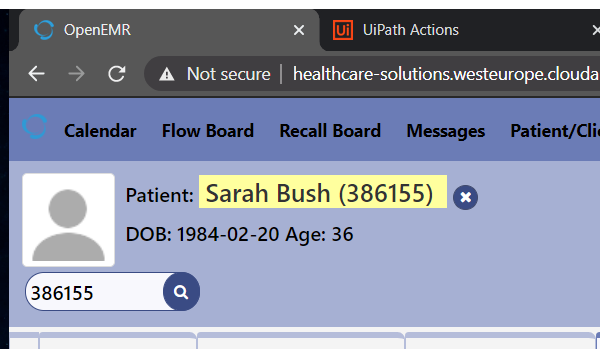 OpenEMR
Ui UiPath Actions
Not secure healthcare-solutions.westeurope.clouda
Calendar Flow Board Recall Board Messages Patient/Clie
Patient: Sarah Bush (386155)
DOB: 1984-02-20 Age: 36
386155